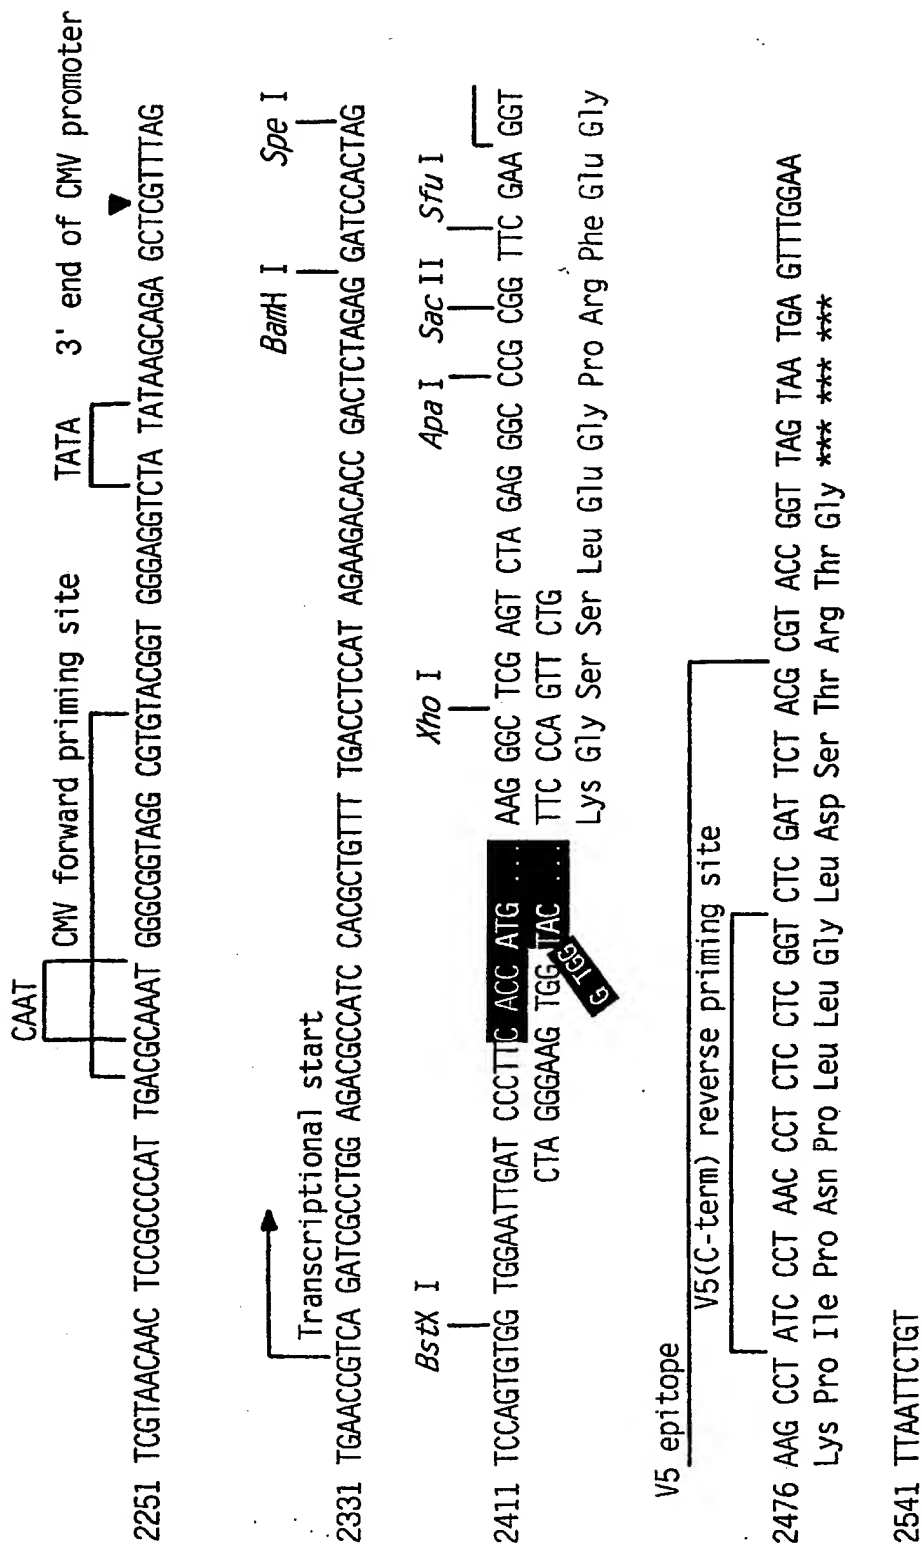 CAAT
CMV forward priming site
TATA
3' end of CMV promoter
2251 TCGTAACAAC TCCGCCCCAT TGACGCAAAT GGGCGGTAGG CGTGTACGGT GGGAGGTCTA TATAAGCAGA GCTCGTTTAG
Transcriptional start
BamH I
Spe I
2331 TGAACCGTCA GATCGCCTGG AGACGCCATC CACGCTGTTT TGACCTCCAT AGAAGACACC GACTCTAGAG GATCCACTAG
BstX I
Xho I
Apa I
Sac II
Sfu I
2411 TCCAGTGTGG TGGAATTGAT CCCTTC ACC ATG ... AAG GGC TCG AGT CTA GAG GGC CCG CGG TTC GAA GGT
CTA GGGAAG TGG TAC ... TTC CCA GTT CTG
G TGG
Lys Gly Ser Ser Leu Glu Gly Pro Arg Phe Glu Gly
V5 epitope
V5(C-term) reverse priming site
2476 AAG CCT ATC CCT AAC CCT CTC CTC GGT CTC GAT TCT ACG CGT ACC GGT TAG TAA TGA GTTTGGAA
Lys Pro Ile Pro Asn Pro Leu Leu Gly Leu Asp Ser Thr Arg Thr Gly *** *** ***
2541 TTAATTCTGT